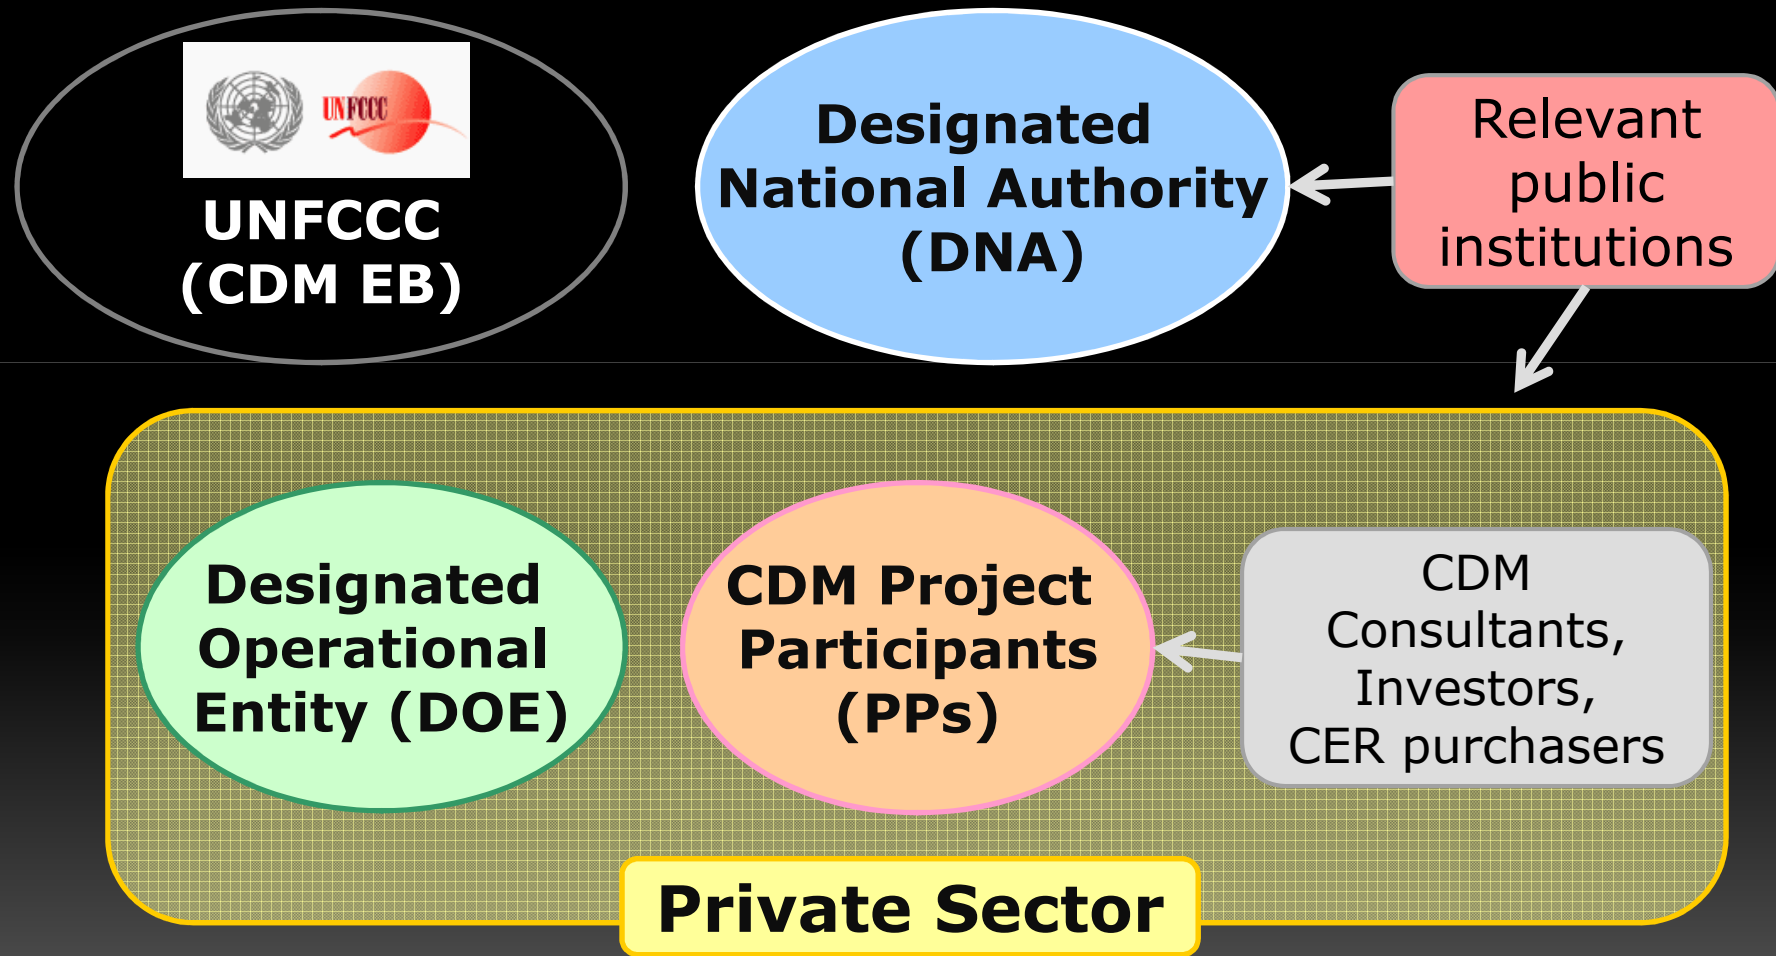 UNFCCC
UNFCCC
(CDM EB)
Designated
National Authority
(DNA)
Relevant
public
institutions
Designated
Operational
Entity (DOE)
CDM Project
Participants
(PPs)
CDM
Consultants,
Investors,
CER purchasers
Private Sector